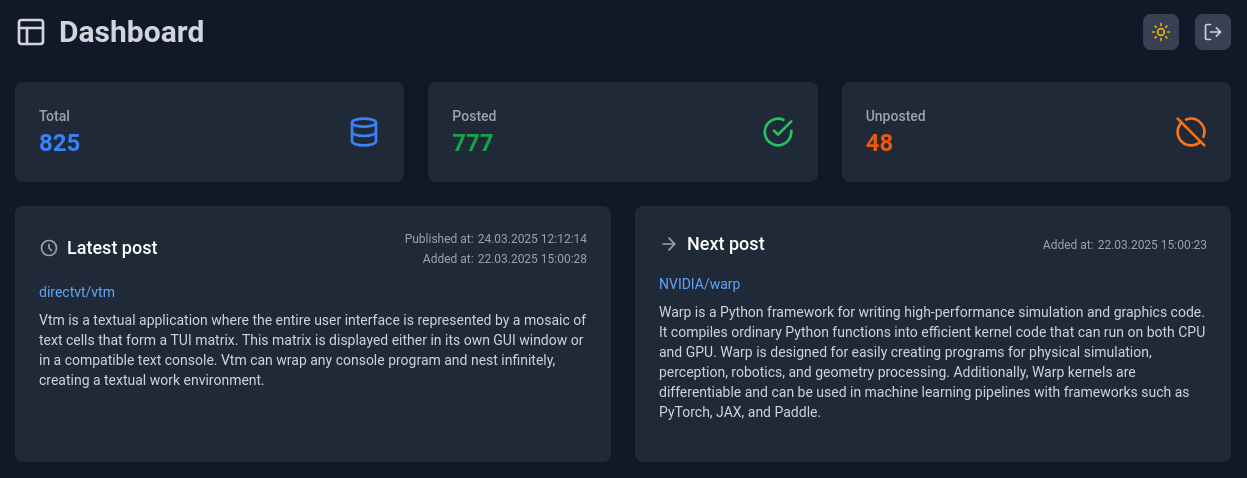 Dashboard
Total
825
Posted
777
Unposted
48
Latest post
Published at: 24.03.2025 12:12:14
Added at: 22.03.2025 15:00:28
directvt/vtm
Vtm is a textual application where the entire user interface is represented by a mosaic of
text cells that form a TUI matrix. This matrix is displayed either in its own GUI window or
in a compatible text console. Vtm can wrap any console program and nest infinitely,
creating a textual work environment.
Next post
Added at: 22.03.2025 15:00:23
NVIDIA/warp
Warp is a Python framework for writing high-performance simulation and graphics code.
It compiles ordinary Python functions into efficient kernel code that can run on both CPU
and GPU. Warp is designed for easily creating programs for physical simulation,
perception, robotics, and geometry processing. Additionally, Warp kernels are
differentiable and can be used in machine learning pipelines with frameworks such as
PyTorch, JAX, and Paddle.